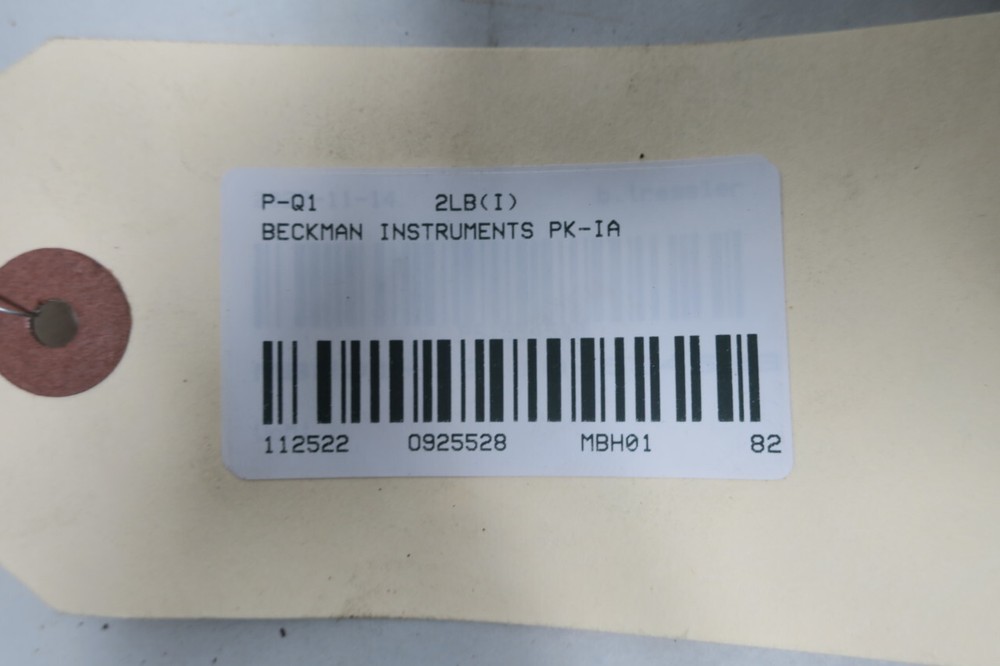 P-Q1 2LB(I)
BECKMAN INSTRUMENTS PK-IA
112522 0925528 MBH01 82